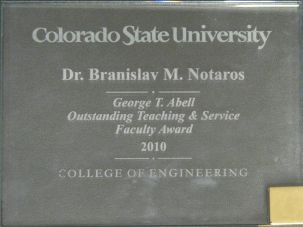 Colorado State University
Dr. Branislav M. Notaros
George T. Abell
Outstanding Teaching & Service
Faculty Award
2010
COLLEGE OF ENGINEERING